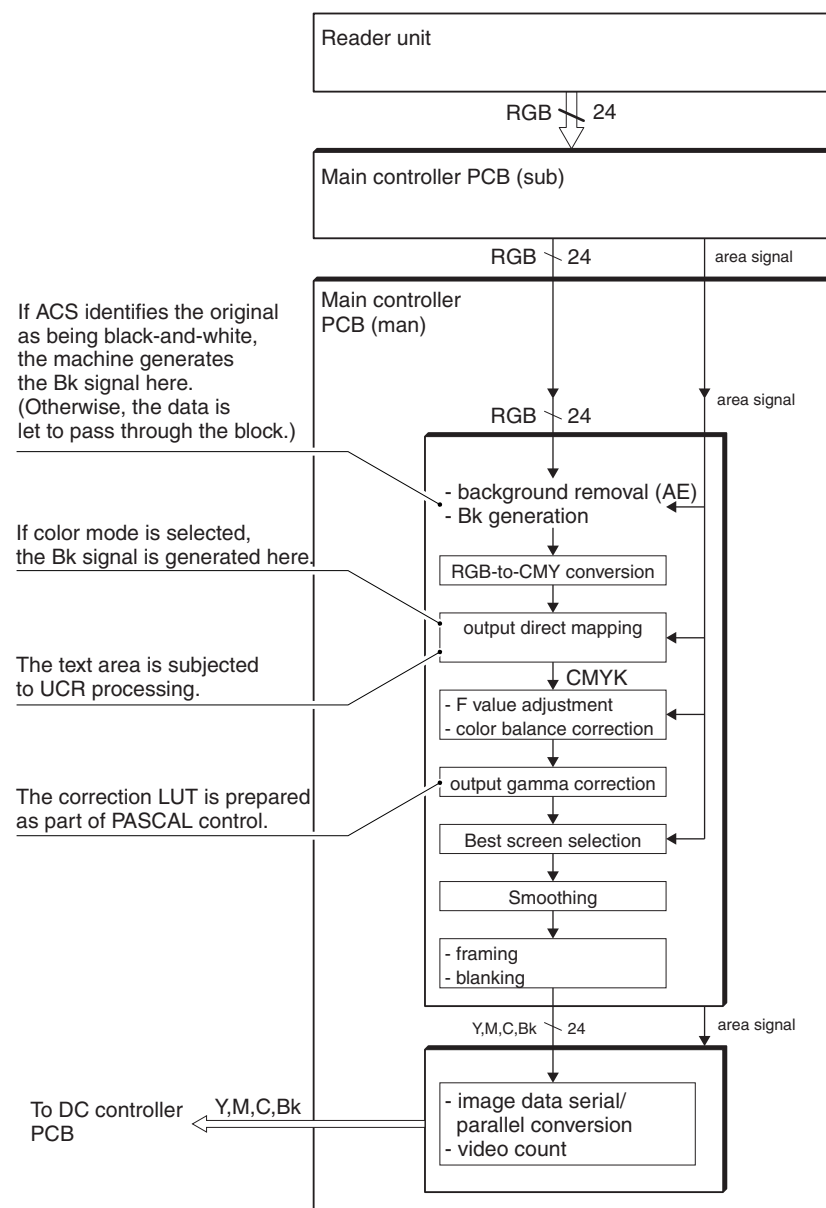 Reader unit
RGB 24
Main controller PCB (sub)
RGB 24 area signal
Main controller
PCB (man)
If ACS identifies the original
as being black-and-white,
the machine generates
the Bk signal here.
(Otherwise, the data is
let to pass through the block.)
area signal
RGB 24
- background removal (AE)
- Bk generation
If color mode is selected,
the Bk signal is generated here.
RGB-to-CMY conversion
output direct mapping
The text area is subjected
to UCR processing.
CMYK
- F value adjustment
- color balance correction
output gamma correction
The correction LUT is prepared
as part of PASCAL control.
Best screen selection
Smoothing
- framing
- blanking
Y,M,C,Bk 24 area signal
- image data serial/
parallel conversion
- video count
Y,M,C,Bk
To DC controller
PCB